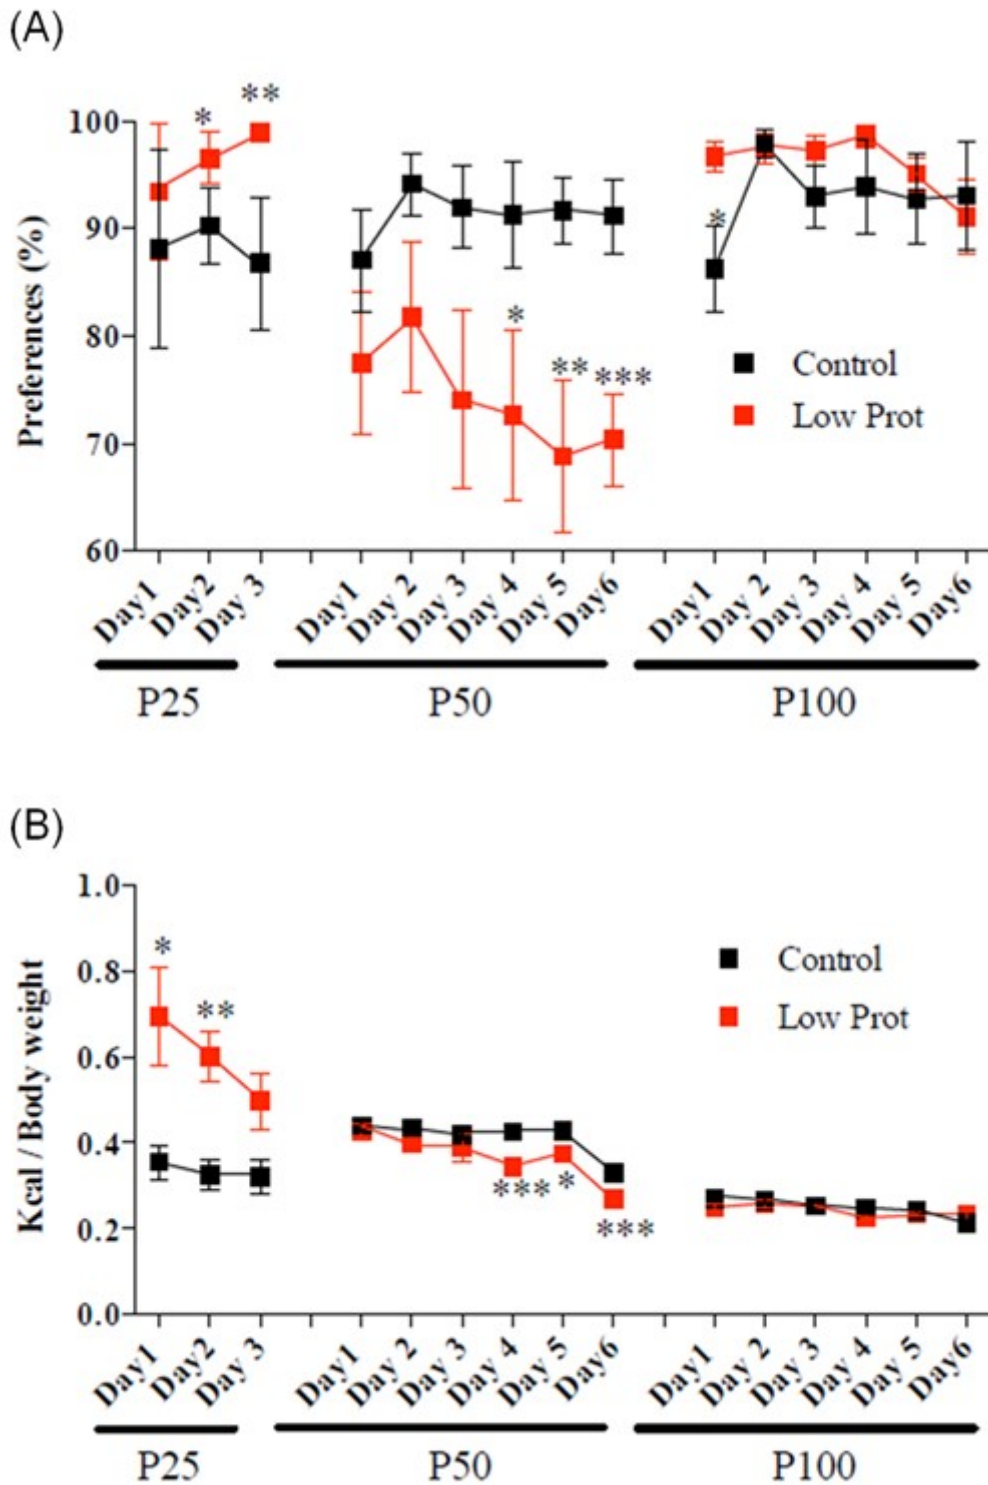 (A)
* **
100
90
80
70
60
Preferences (%)
*
* ** ***
Control
Low Prot
Day1 Day2 Day 3 Day1 Day 2 Day 3 Day 4 Day 5 Day6 Day1 Day 2 Day 3 Day 4 Day 5 Day6
P25 P50 P100
(B)
1.0
0.8
0.6
0.4
0.2
0.0
Kcal / Body weight
*
**
Control
Low Prot
*** *
***
Day1 Day2 Day 3 Day1 Day 2 Day 3 Day 4 Day 5 Day6 Day1 Day 2 Day 3 Day 4 Day 5 Day6
P25 P50 P100